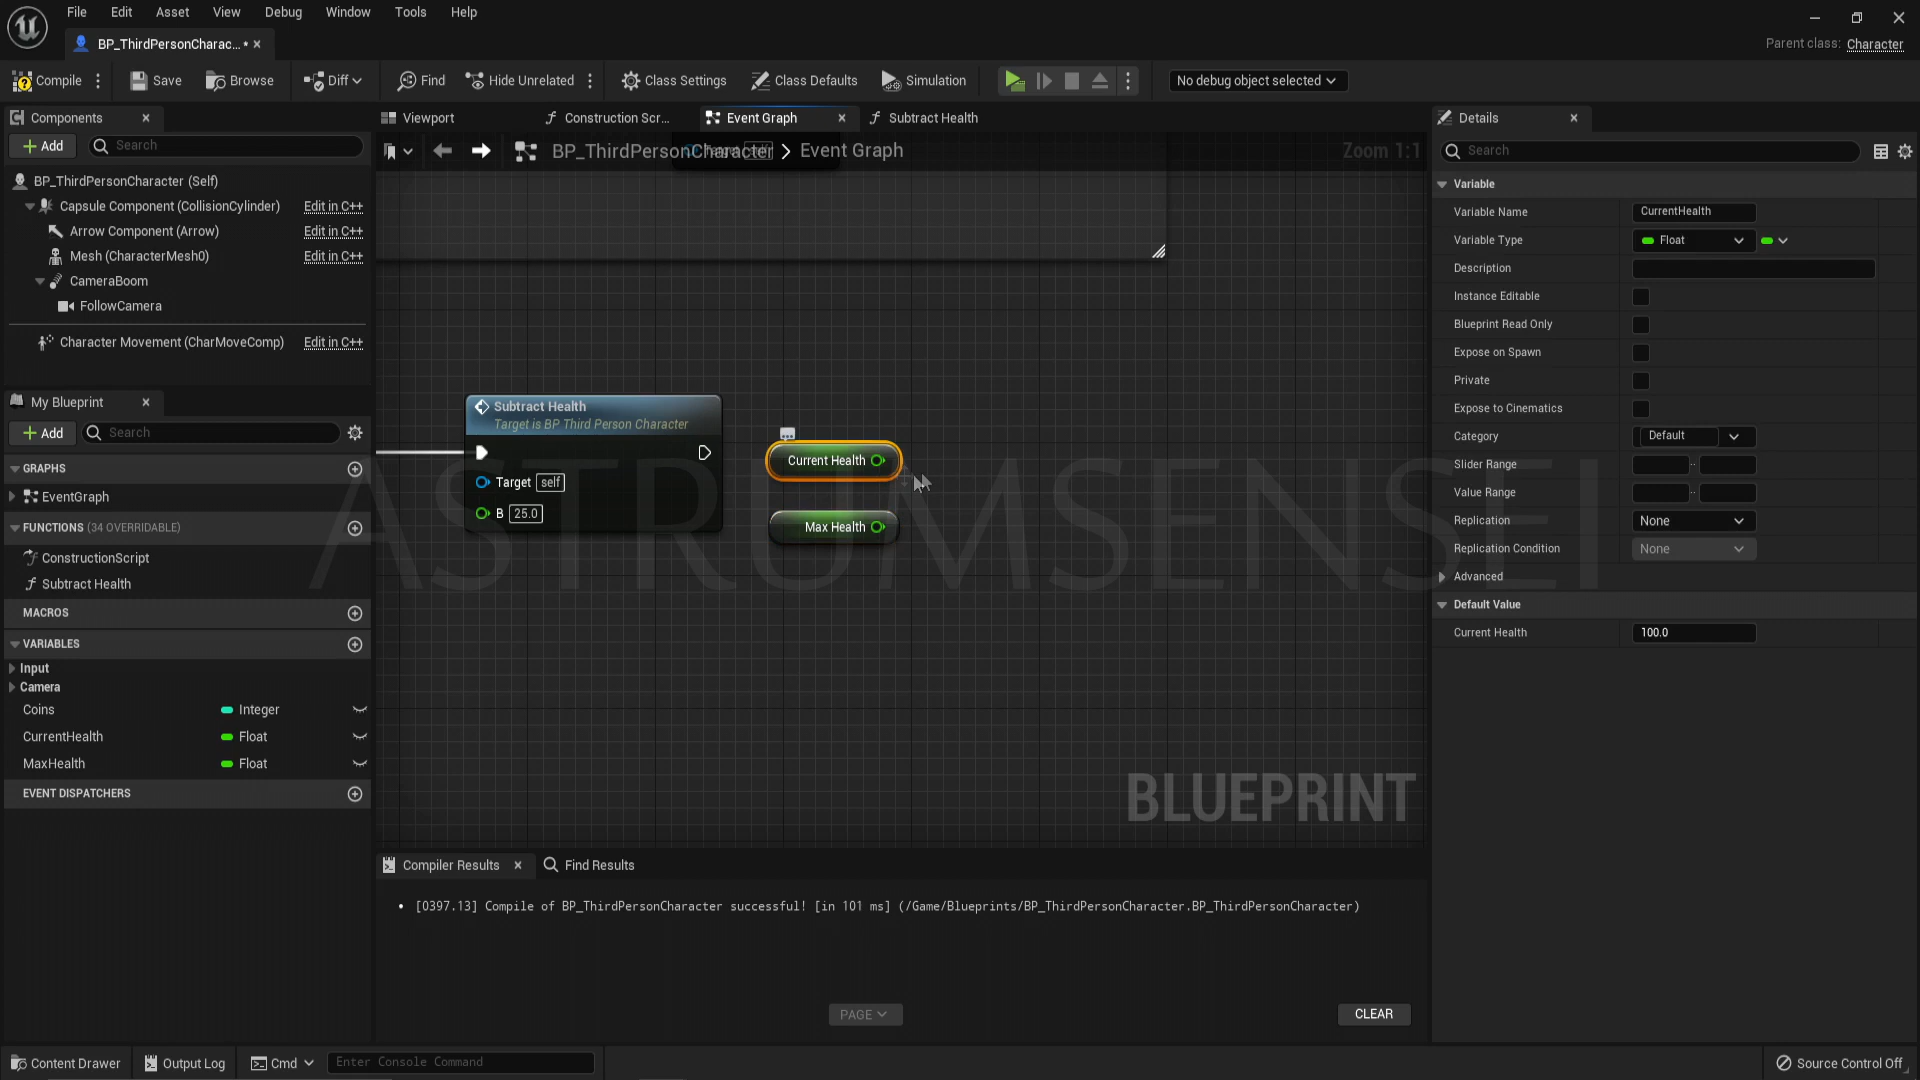 File Edit Asset View Debug Window Tools Help
BP_ThirdPersonCharac... •
Parent class: Character
Compile Save Browse Diff Find Hide Unrelated Class Settings Class Defaults Simulation No debug object selected
Components
Add Search
BP_ThirdPersonCharacter (Self)
Capsule Component (CollisionCylinder) Edit in C++
Arrow Component (Arrow) Edit in C++
Mesh (CharacterMesh0) Edit in C++
CameraBoom
FollowCamera
Character Movement (CharMoveComp) Edit in C++
My Blueprint
Add Search
GRAPHS
EventGraph
FUNCTIONS (34 OVERRIDABLE)
ConstructionScript
Subtract Health
MACROS
VARIABLES
Input
Camera
Coins Integer
CurrentHealth Float
MaxHealth Float
EVENT DISPATCHERS
Viewport Construction Scr... Event Graph Subtract Health
BP_ThirdPersonCharacter > Event Graph
Zoom 1:1
Subtract Health
Target is BP Third Person Character
Target self
B 25.0
Current Health
Max Health
ASTRUMSENSEI
BLUEPRINT
Compiler Results Find Results
• [0397.13] Compile of BP_ThirdPersonCharacter successful! [in 101 ms] (/Game/Blueprints/BP_ThirdPersonCharacter.BP_ThirdPersonCharacter)
PAGE
CLEAR
Details
Search
Variable
Variable Name CurrentHealth
Variable Type Float
Description
Instance Editable
Blueprint Read Only
Expose on Spawn
Private
Expose to Cinematics
Category Default
Slider Range ..
Value Range ..
Replication None
Replication Condition None
Advanced
Default Value
Current Health 100.0
Content Drawer Output Log Cmd Enter Console Command
Source Control Off